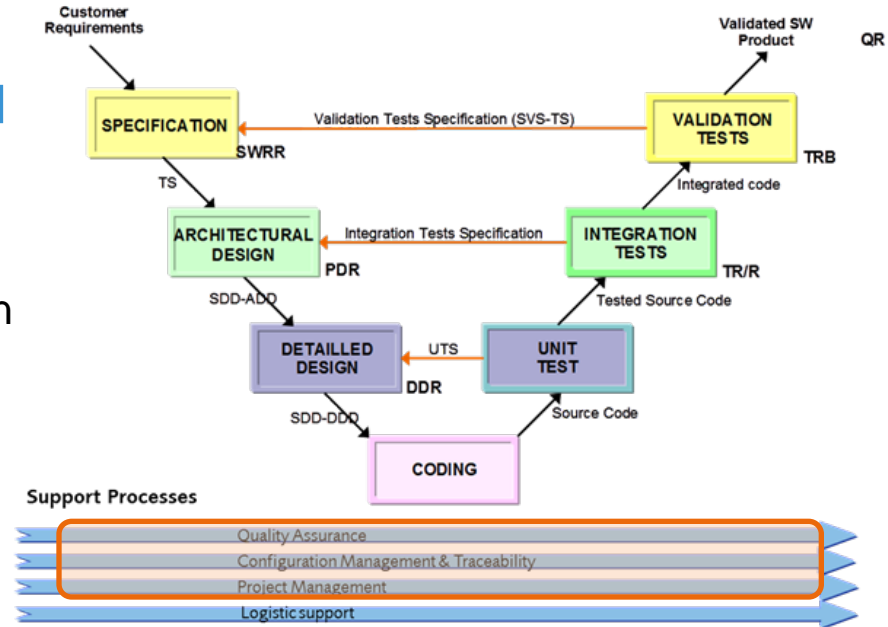 Customer
Requirements
Validated SW
Product
QR
SPECIFICATION
SWRR
Validation Tests Specification (SVS-TS)
VALIDATION
TESTS
TRB
TS
Integrated code
ARCHITECTURAL
DESIGN
PDR
Integration Tests Specification
INTEGRATION
TESTS
TR/R
SDD-ADD
Tested Source Code
n
DETAILLED
DESIGN
DDR
UTS
UNIT
TEST
SDD-DDD
Source Code
CODING
Support Processes
Quality Assurance
Configuration Management & Traceability
Project Management
Logistic support